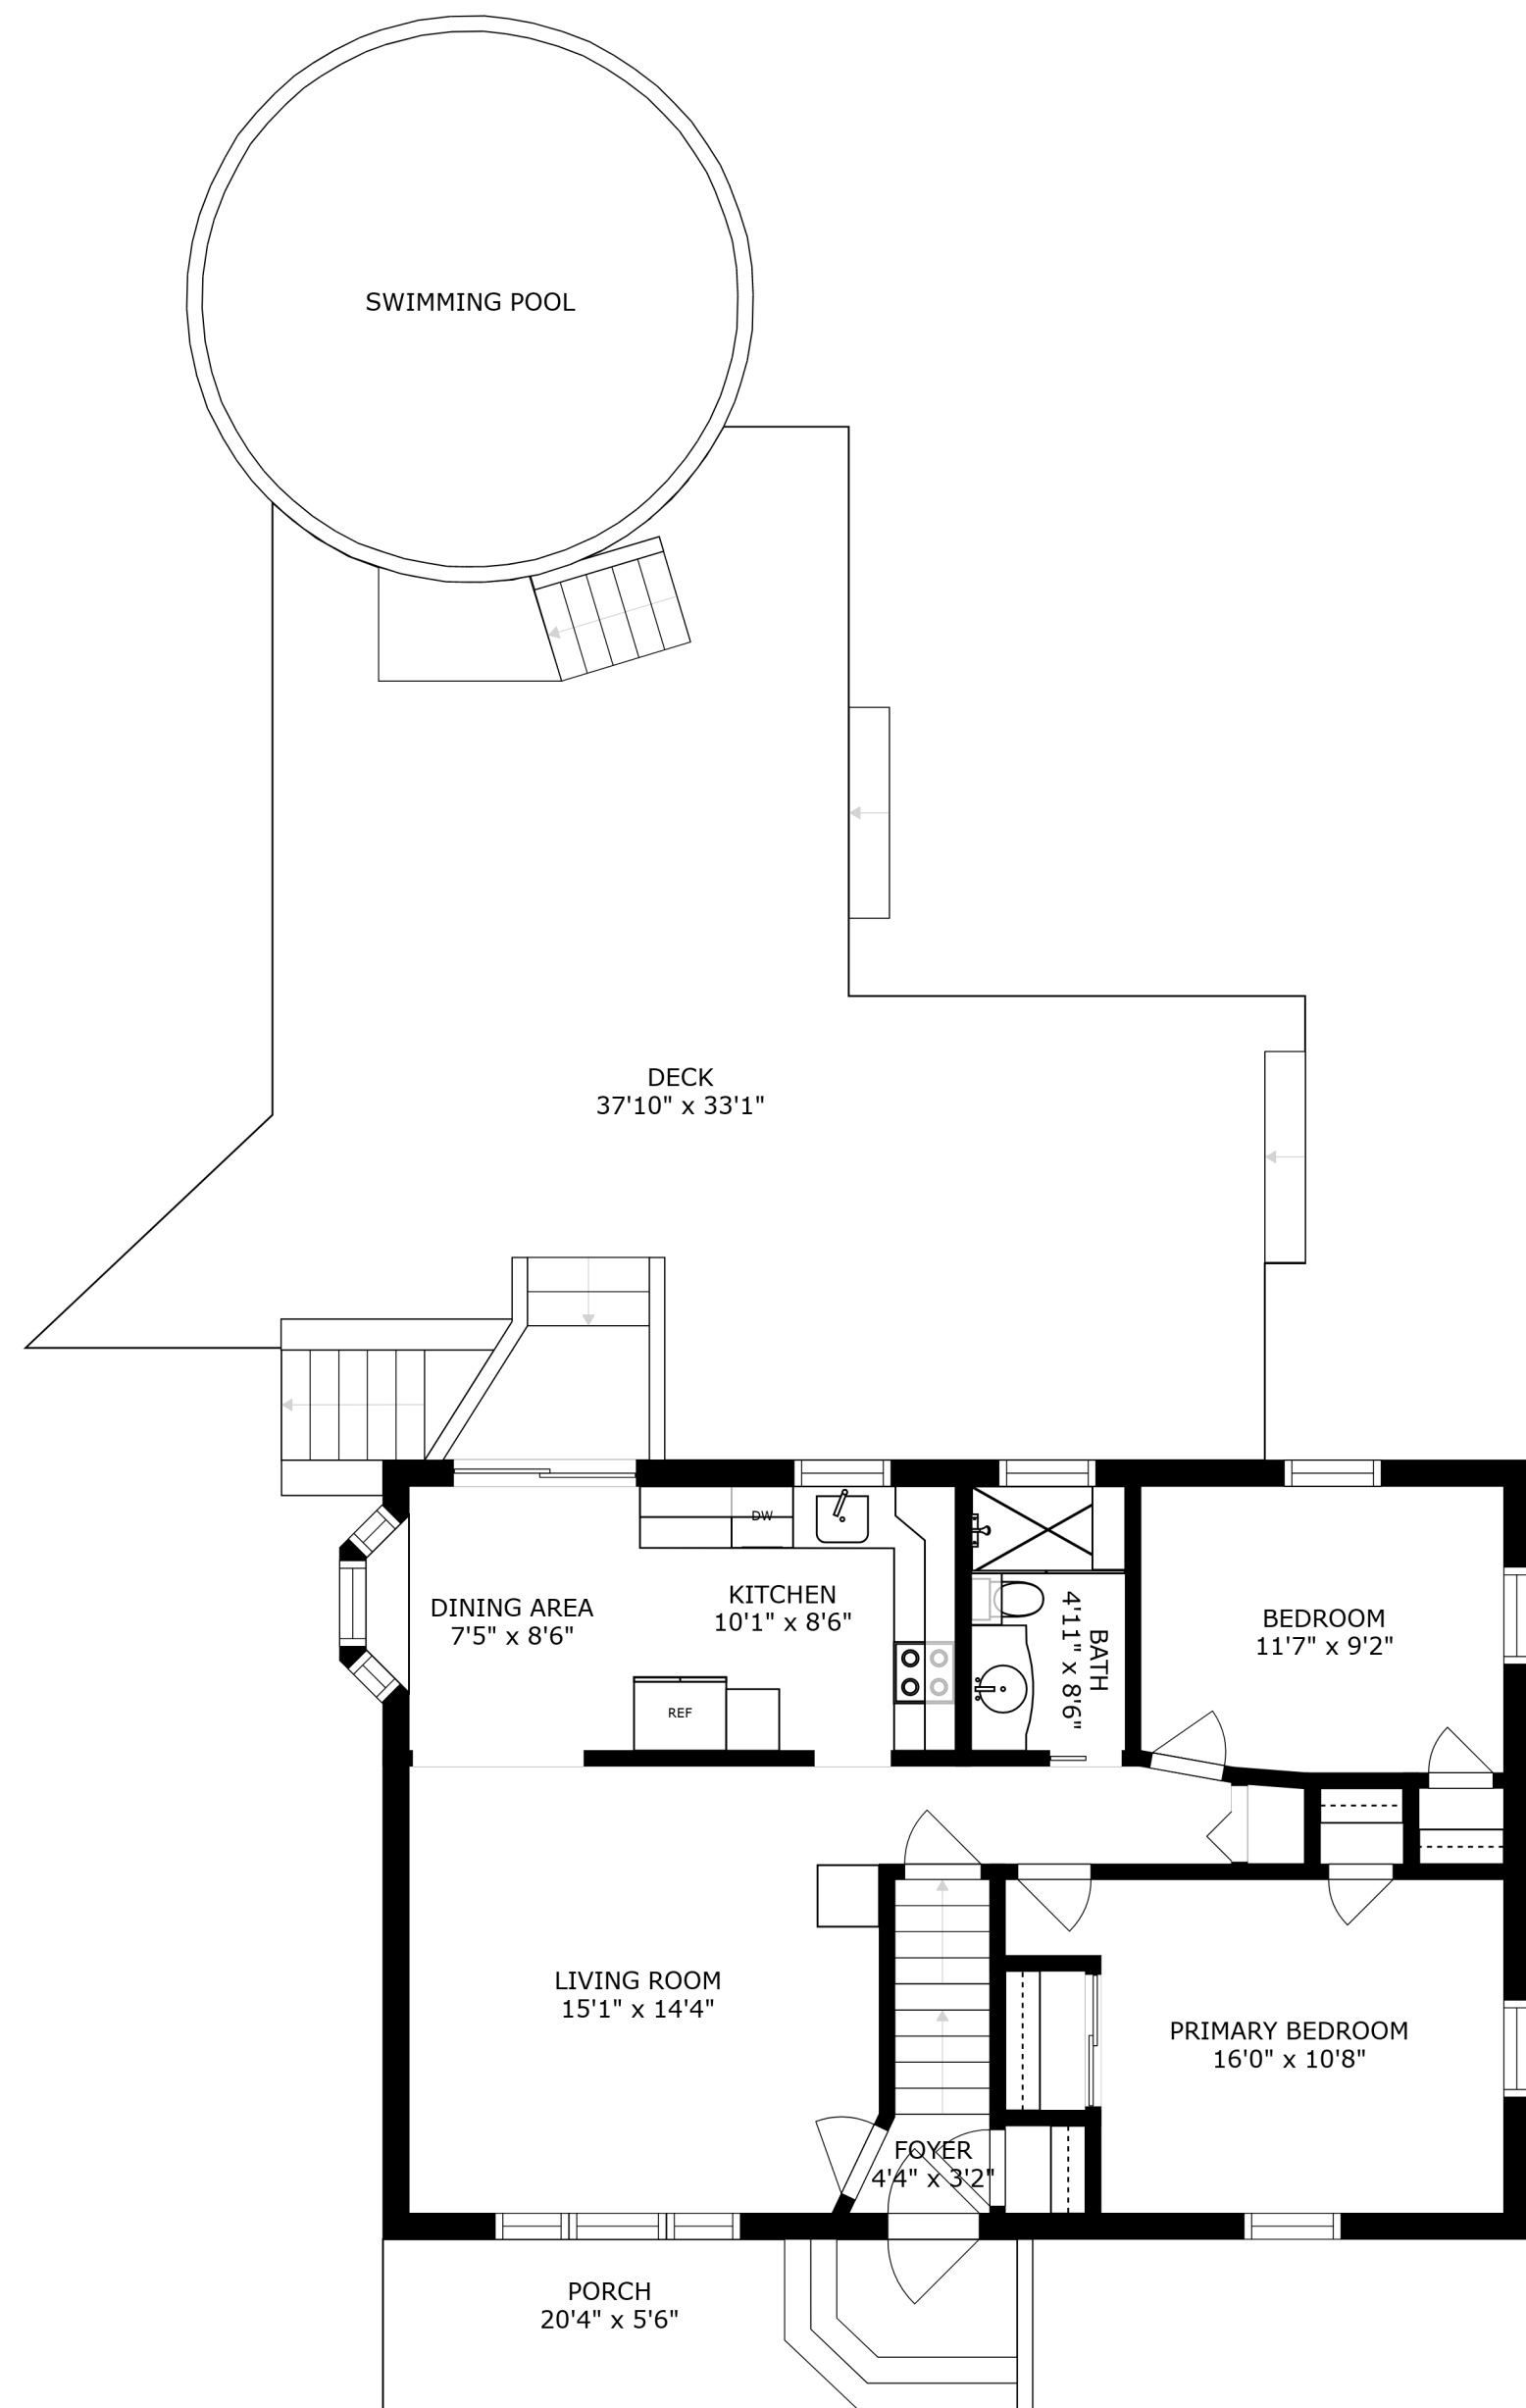 SWIMMING POOL
DECK
37'10" x 33'1"
DW
KITCHEN
10'1" x 8'6"
DINING AREA
7'5" x 8'6"
BATH
4'11" x 8'6"
BEDROOM
11'7" x 9'2"
REF
LIVING ROOM
15'1" x 14'4"
PRIMARY BEDROOM
16'0" x 10'8"
FOYER
4'4" x 3'2"
PORCH
20'4" x 5'6"